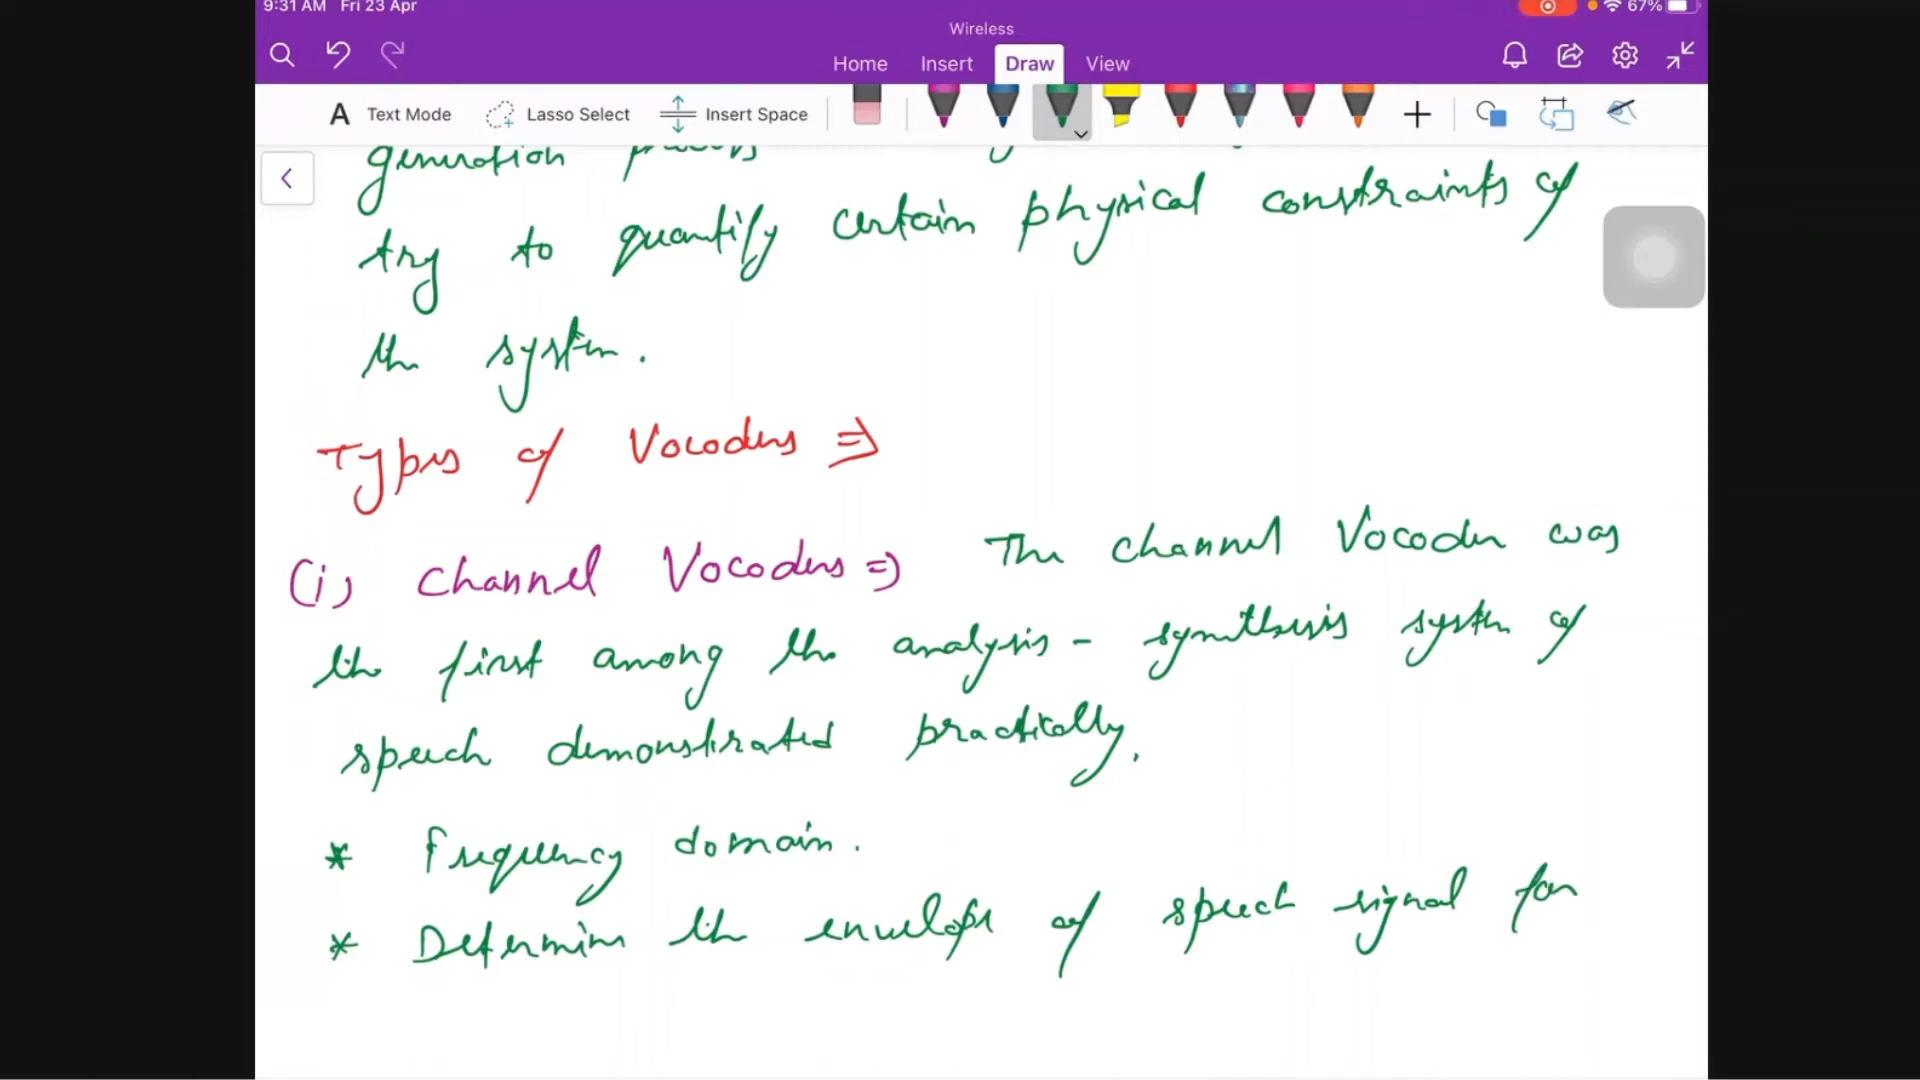 9:31 AM Fri 23 Apr
67%
Wireless
Home Insert Draw View
A Text Mode Lasso Select Insert Space
generation process
try to quantify certain physical constraints of
the system.
Types of Vocoders ⇒
(i) Channel Vocoders ⇒ The channel Vocoder was
the first among the analysis - synthesis system of
speech demonstrated practically.
* Frequency domain.
* Determine the envelope of speech signal for